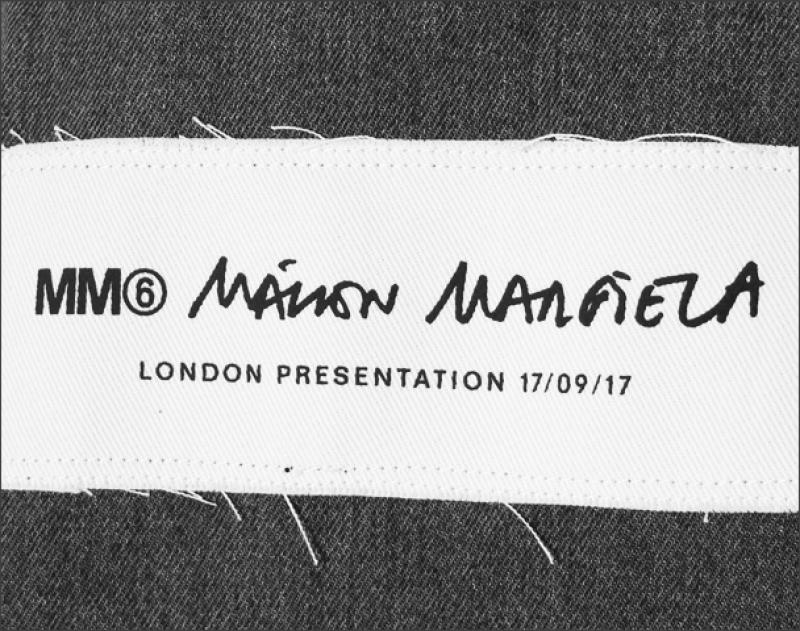 MM⑥ Maison Margiela
LONDON PRESENTATION 17/09/17